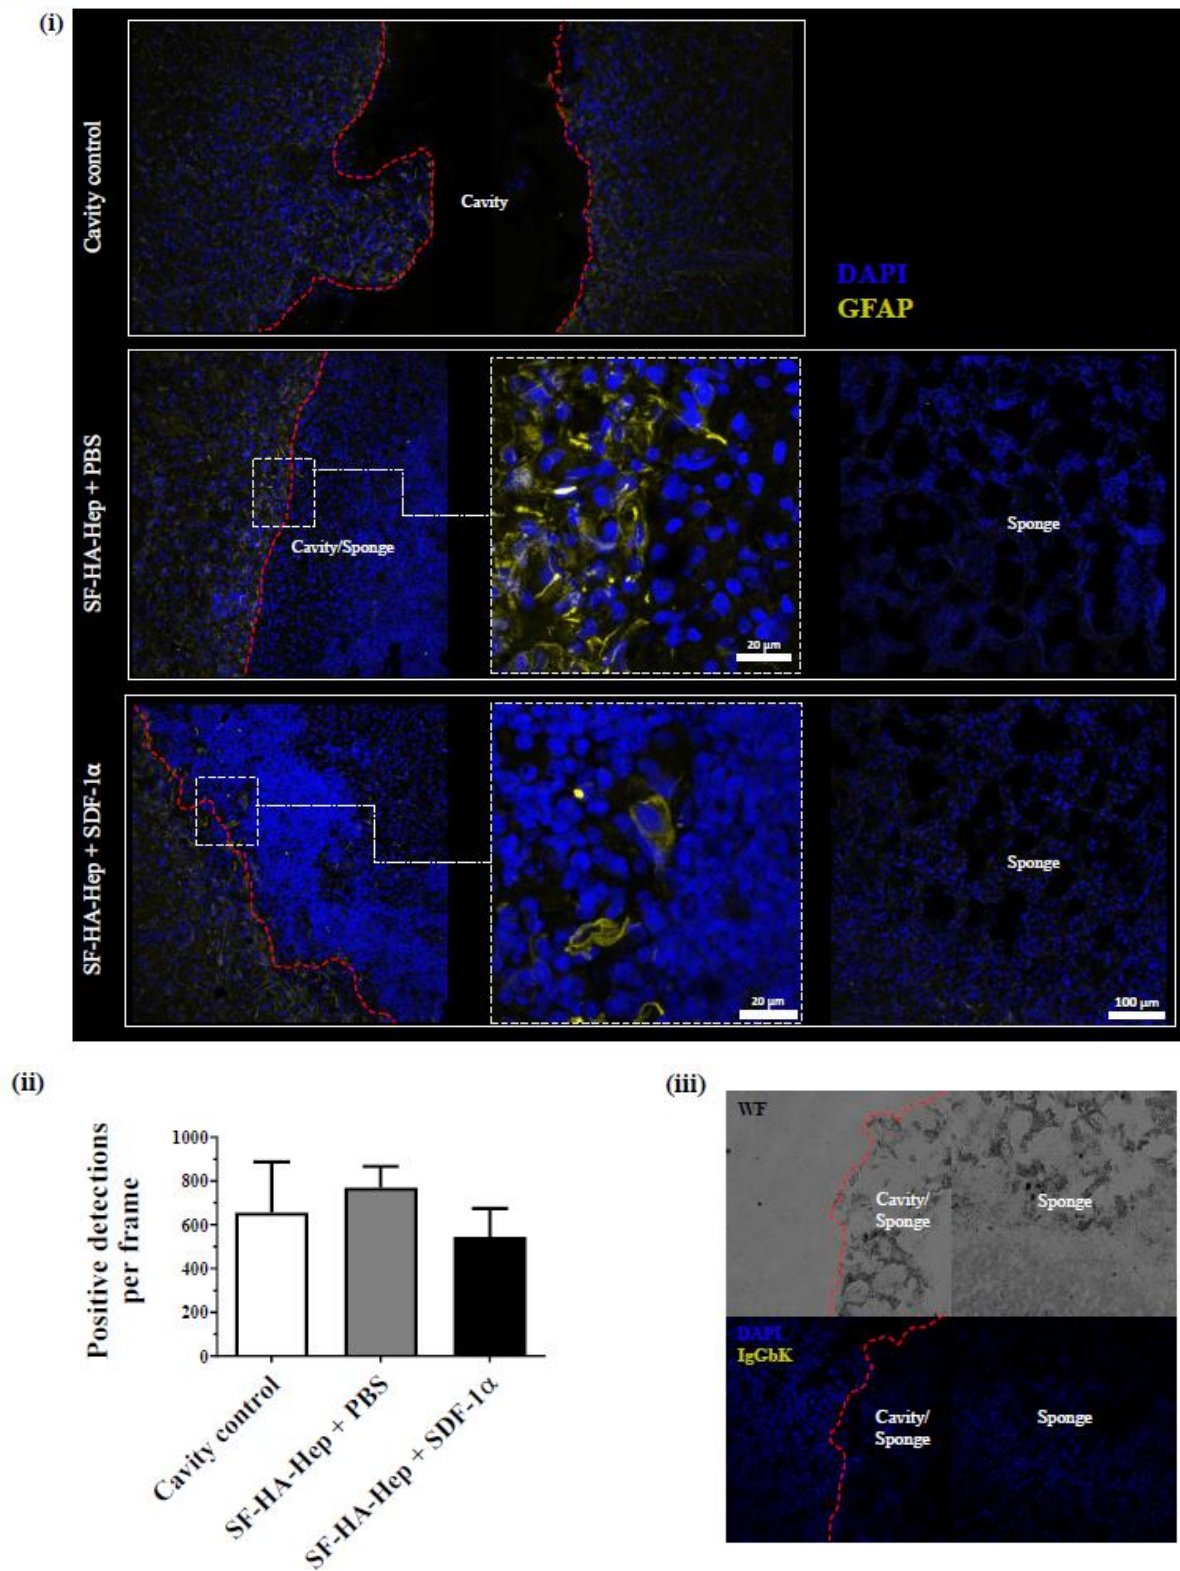 (i)
Cavity control
Cavity
DAPI
GFAP
SF-HA-Hep + PBS
Cavity/Sponge
20 µm
Sponge
SF-HA-Hep + SDF-1α
20 µm
Sponge
100 µm
(ii)
Positive detections
per frame
1000
800
600
400
200
0
Cavity control
SF-HA-Hep + PBS
SF-HA-Hep + SDF-1α
(iii)
WF
Cavity/
Sponge
Sponge
DAPI
IgGbK
Cavity/
Sponge
Sponge